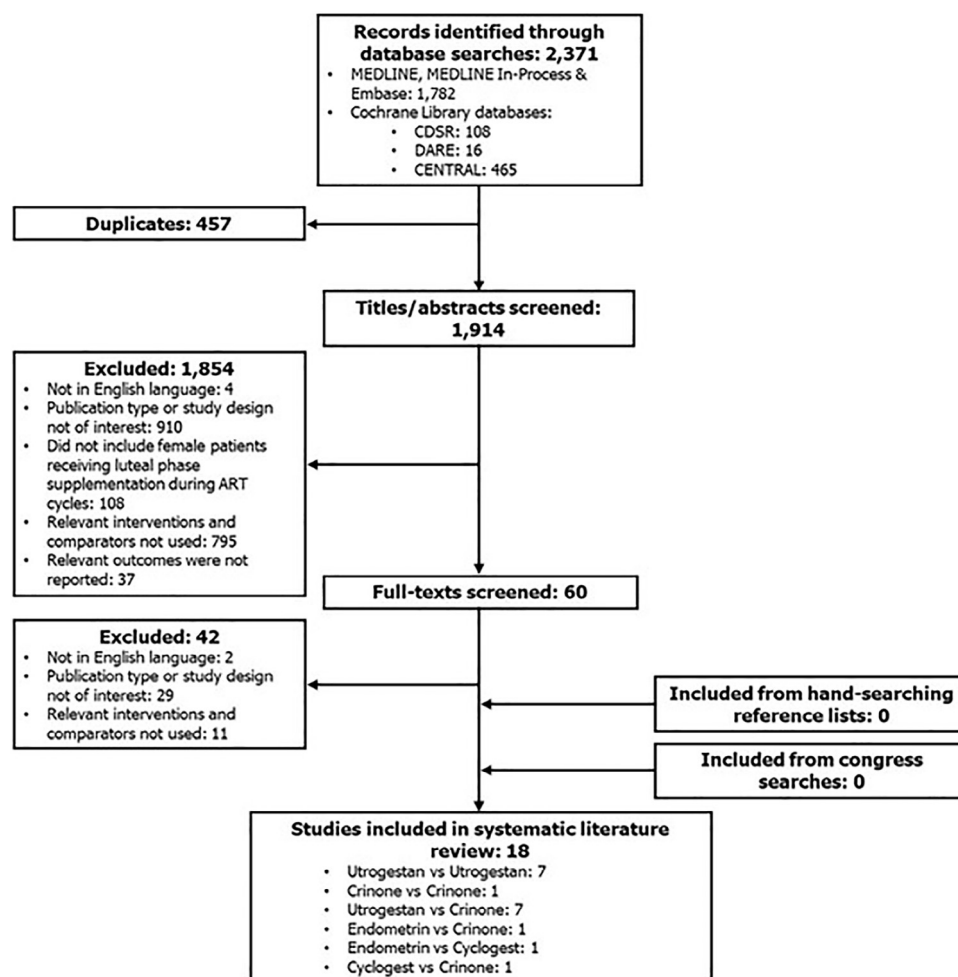 Records identified through
database searches: 2,371
• MEDLINE, MEDLINE In-Process &
Embase: 1,782
• Cochrane Library databases:
• CDSR: 108
• DARE: 16
• CENTRAL: 465
Duplicates: 457
Titles/abstracts screened:
1,914
Excluded: 1,854
• Not in English language: 4
• Publication type or study design
not of interest: 910
• Did not include female patients
receiving luteal phase
supplementation during ART
cycles: 108
• Relevant interventions and
comparators not used: 795
• Relevant outcomes were not
reported: 37
Full-texts screened: 60
Excluded: 42
• Not in English language: 2
• Publication type or study design
not of interest: 29
• Relevant interventions and
comparators not used: 11
Included from hand-searching
reference lists: 0
Included from congress
searches: 0
Studies included in systematic literature
review: 18
• Utrogestan vs Utrogestan: 7
• Crinone vs Crinone: 1
• Utrogestan vs Crinone: 7
• Endometrin vs Crinone: 1
• Endometrin vs Cyclogest: 1
• Cyclogest vs Crinone: 1